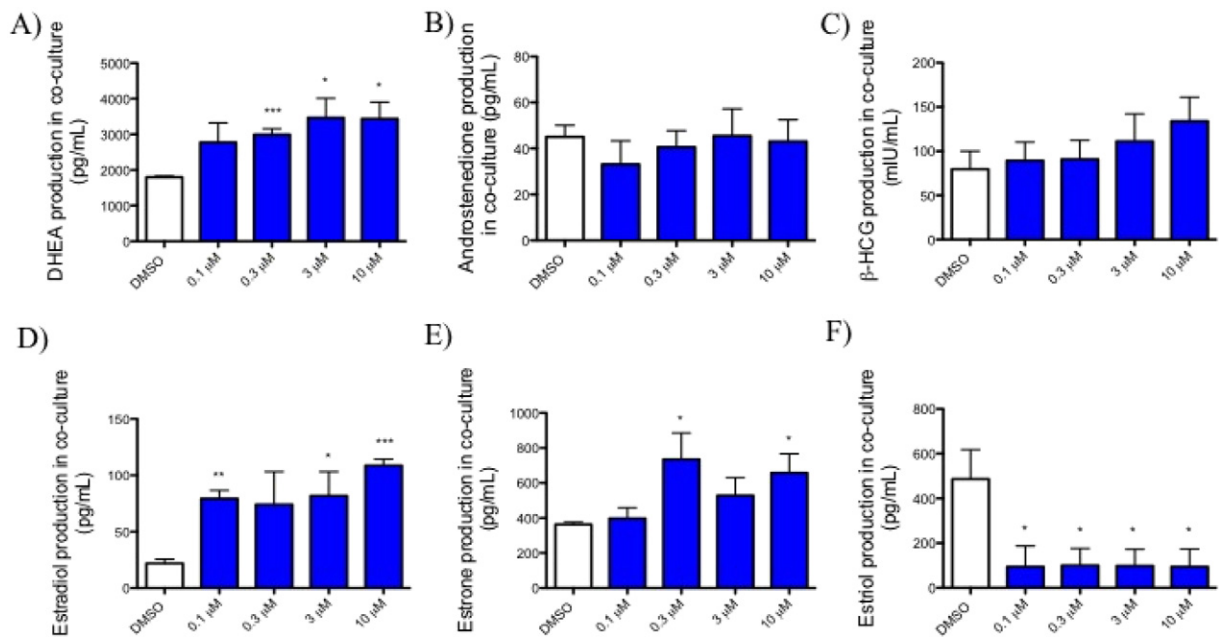 A)
DHEA production in co-culture
(pg/mL)
5000
4000
3000
2000
1000
0
***
*
*
DMSO
0.1 µM
0.3 µM
3 µM
10 µM
B)
Androstenedione production
in co-culture (pg/mL)
80
60
40
20
0
DMSO
0.1 µM
0.3 µM
3 µM
10 µM
C)
β-HCG production in co-culture
(mIU/mL)
200
150
100
50
0
DMSO
0.1 µM
0.3 µM
3 µM
10 µM
D)
Estradiol production in co-culture
(pg/mL)
150
100
50
0
**
*
***
DMSO
0.1 µM
0.3 µM
3 µM
10 µM
E)
Estrone production in co-culture
(pg/mL)
1000
800
600
400
200
0
*
*
DMSO
0.1 µM
0.3 µM
3 µM
10 µM
F)
Estriol production in co-culture
(pg/mL)
800
600
400
200
0
*
*
*
*
DMSO
0.1 µM
0.3 µM
3 µM
10 µM